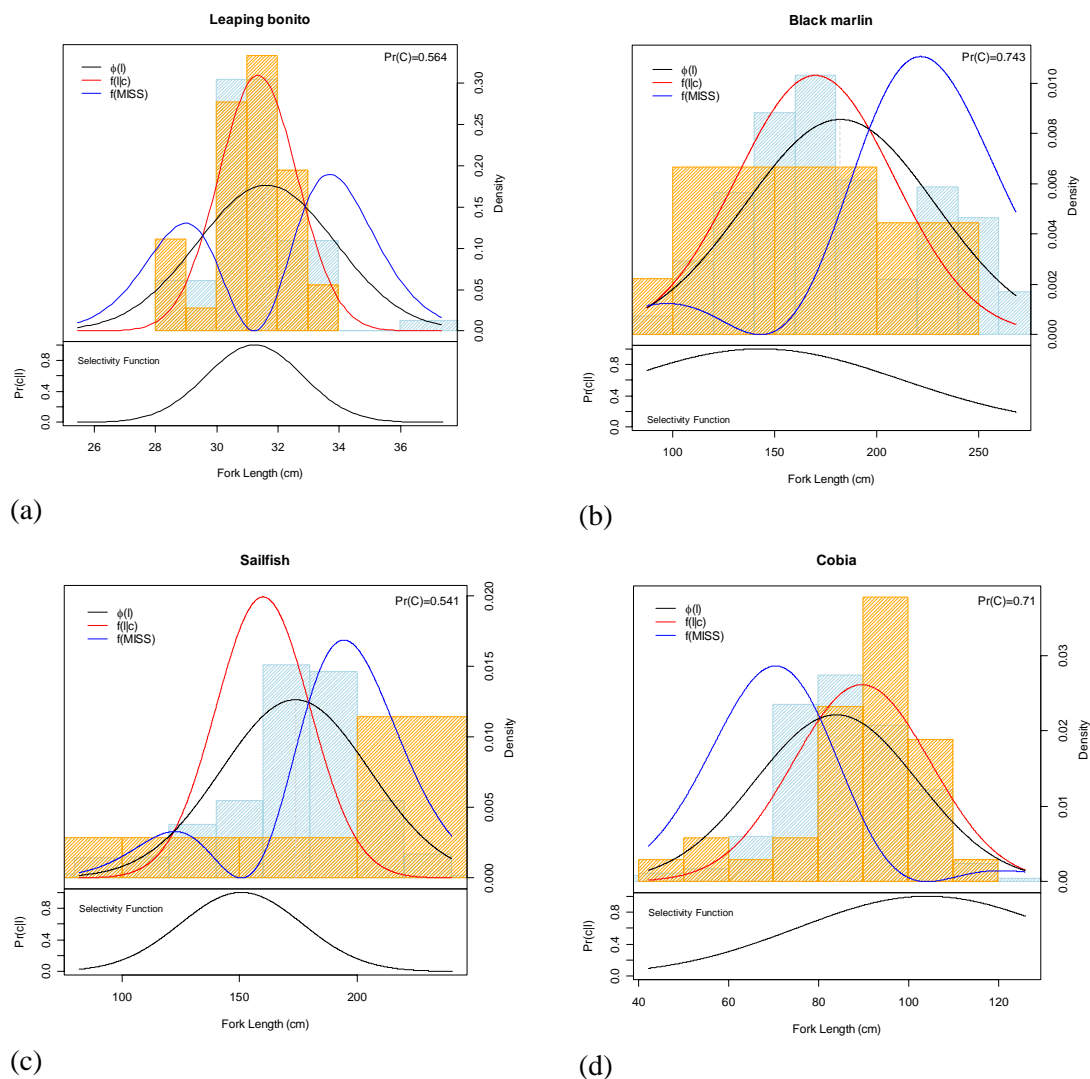 Leaping bonito
Pr(C)=0.564
ϕ(l)
f(l|c)
f(MISS)
0.00 0.05 0.10 0.15 0.20 0.25 0.30
Density
Selectivity Function
0.0 0.4 0.8
Pr(c|l)
26 28 30 32 34 36
Fork Length (cm)
(a)
Black marlin
Pr(C)=0.743
ϕ(l)
f(l|c)
f(MISS)
0.000 0.002 0.004 0.006 0.008 0.010
Density
Selectivity Function
0.0 0.4 0.8
Pr(c|l)
100 150 200 250
Fork Length (cm)
(b)
Sailfish
Pr(C)=0.541
ϕ(l)
f(l|c)
f(MISS)
0.000 0.005 0.010 0.015 0.020
Density
Selectivity Function
0.0 0.4 0.8
Pr(c|l)
100 150 200
Fork Length (cm)
(c)
Cobia
Pr(C)=0.71
ϕ(l)
f(l|c)
f(MISS)
0.00 0.01 0.02 0.03
Density
Selectivity Function
0.0 0.4 0.8
Pr(c|l)
40 60 80 100 120
Fork Length (cm)
(d)